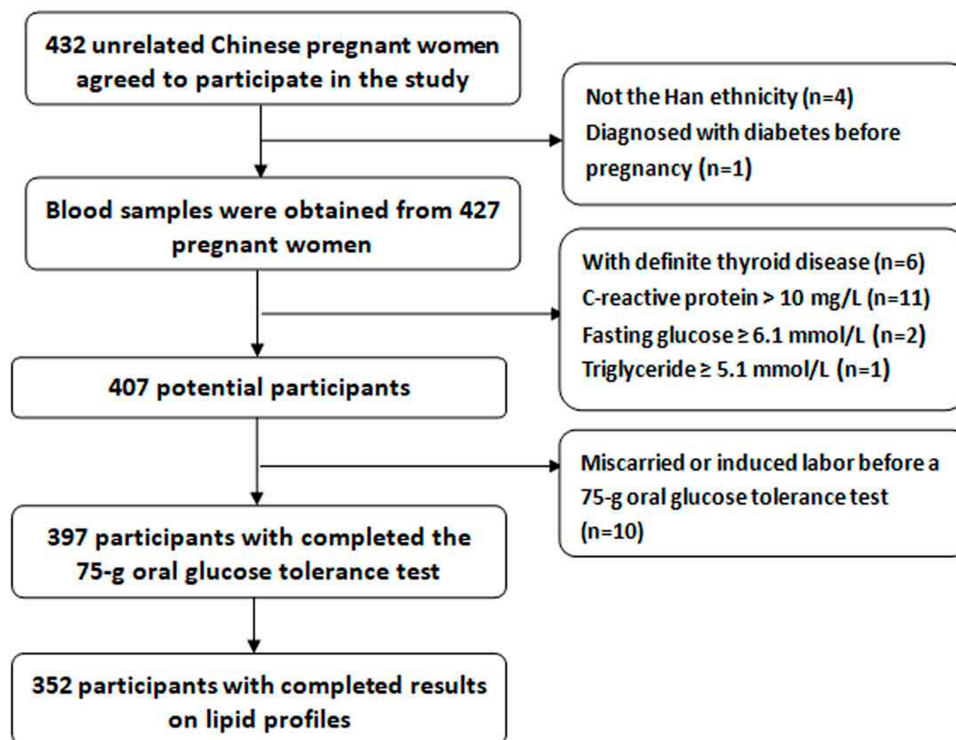 432 unrelated Chinese pregnant women
agreed to participate in the study
Not the Han ethnicity (n=4)
Diagnosed with diabetes before
pregnancy (n=1)
Blood samples were obtained from 427
pregnant women
With definite thyroid disease (n=6)
C-reactive protein > 10 mg/L (n=11)
Fasting glucose ≥ 6.1 mmol/L (n=2)
Triglyceride ≥ 5.1 mmol/L (n=1)
407 potential participants
Miscarried or induced labor before a
75-g oral glucose tolerance test
(n=10)
397 participants with completed the
75-g oral glucose tolerance test
352 participants with completed results
on lipid profiles